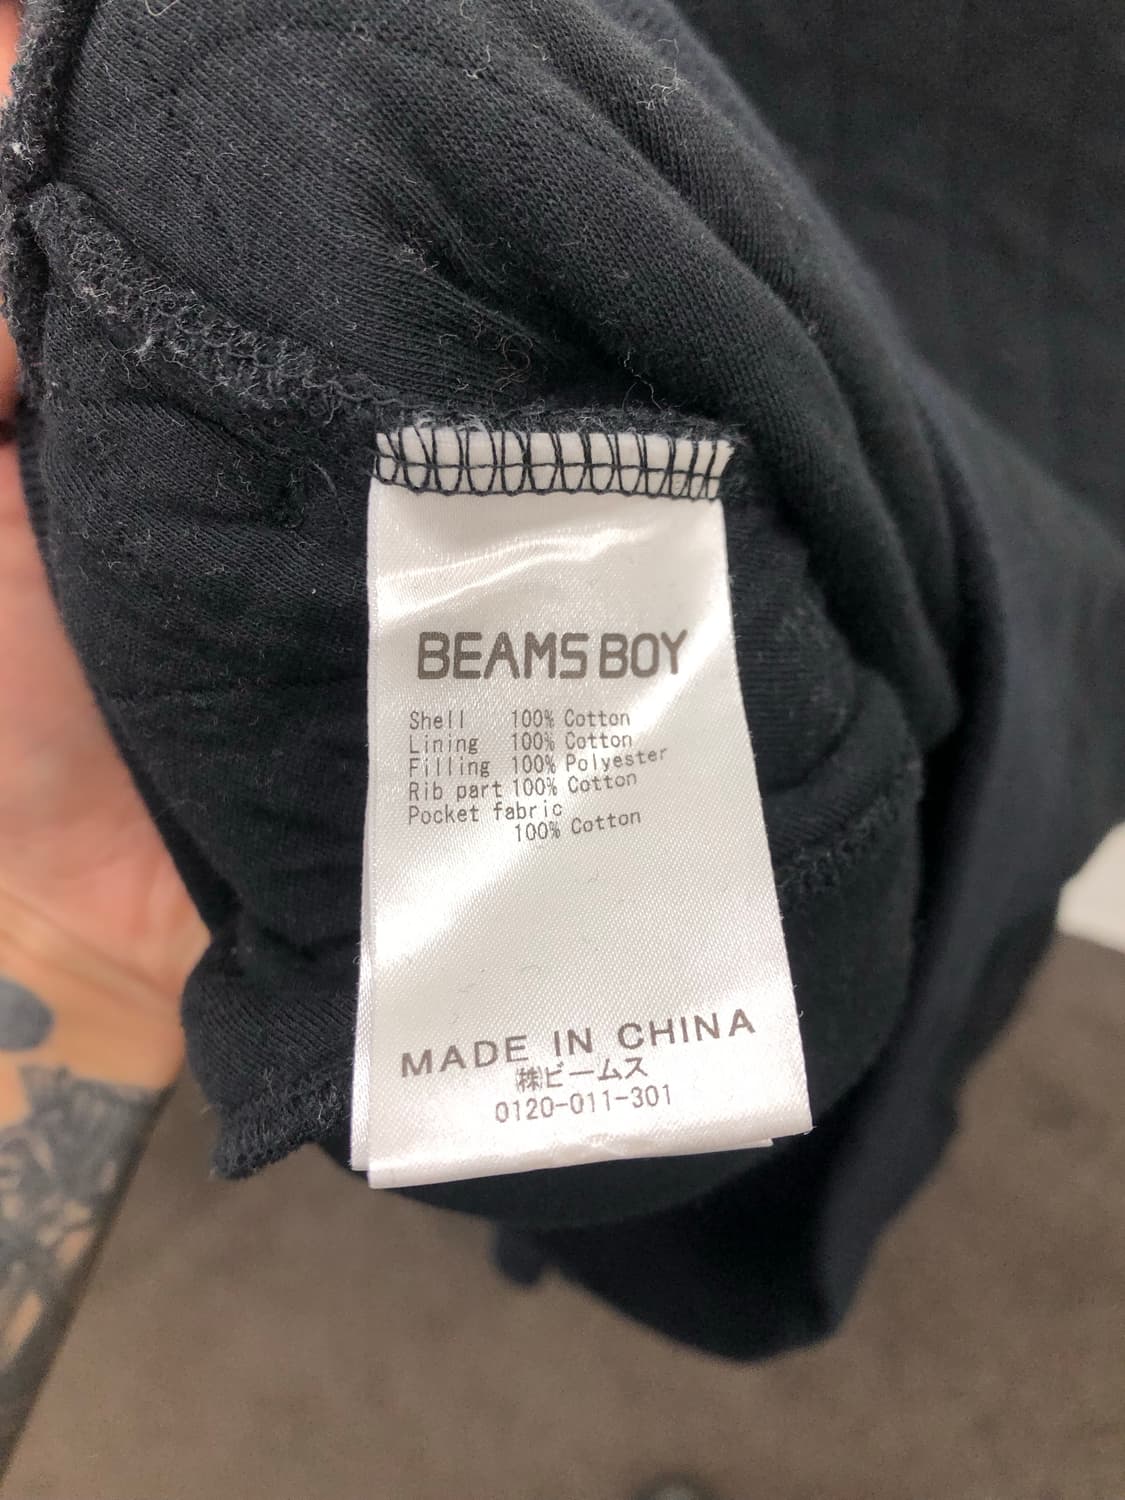 BEAMS BOY
Shell 100% Cotton
Lining 100% Cotton
Filling 100% Polyester
Rib part 100% Cotton
Pocket fabric
100% Cotton
MADE IN CHINA
㈱ビームス
0120-011-301